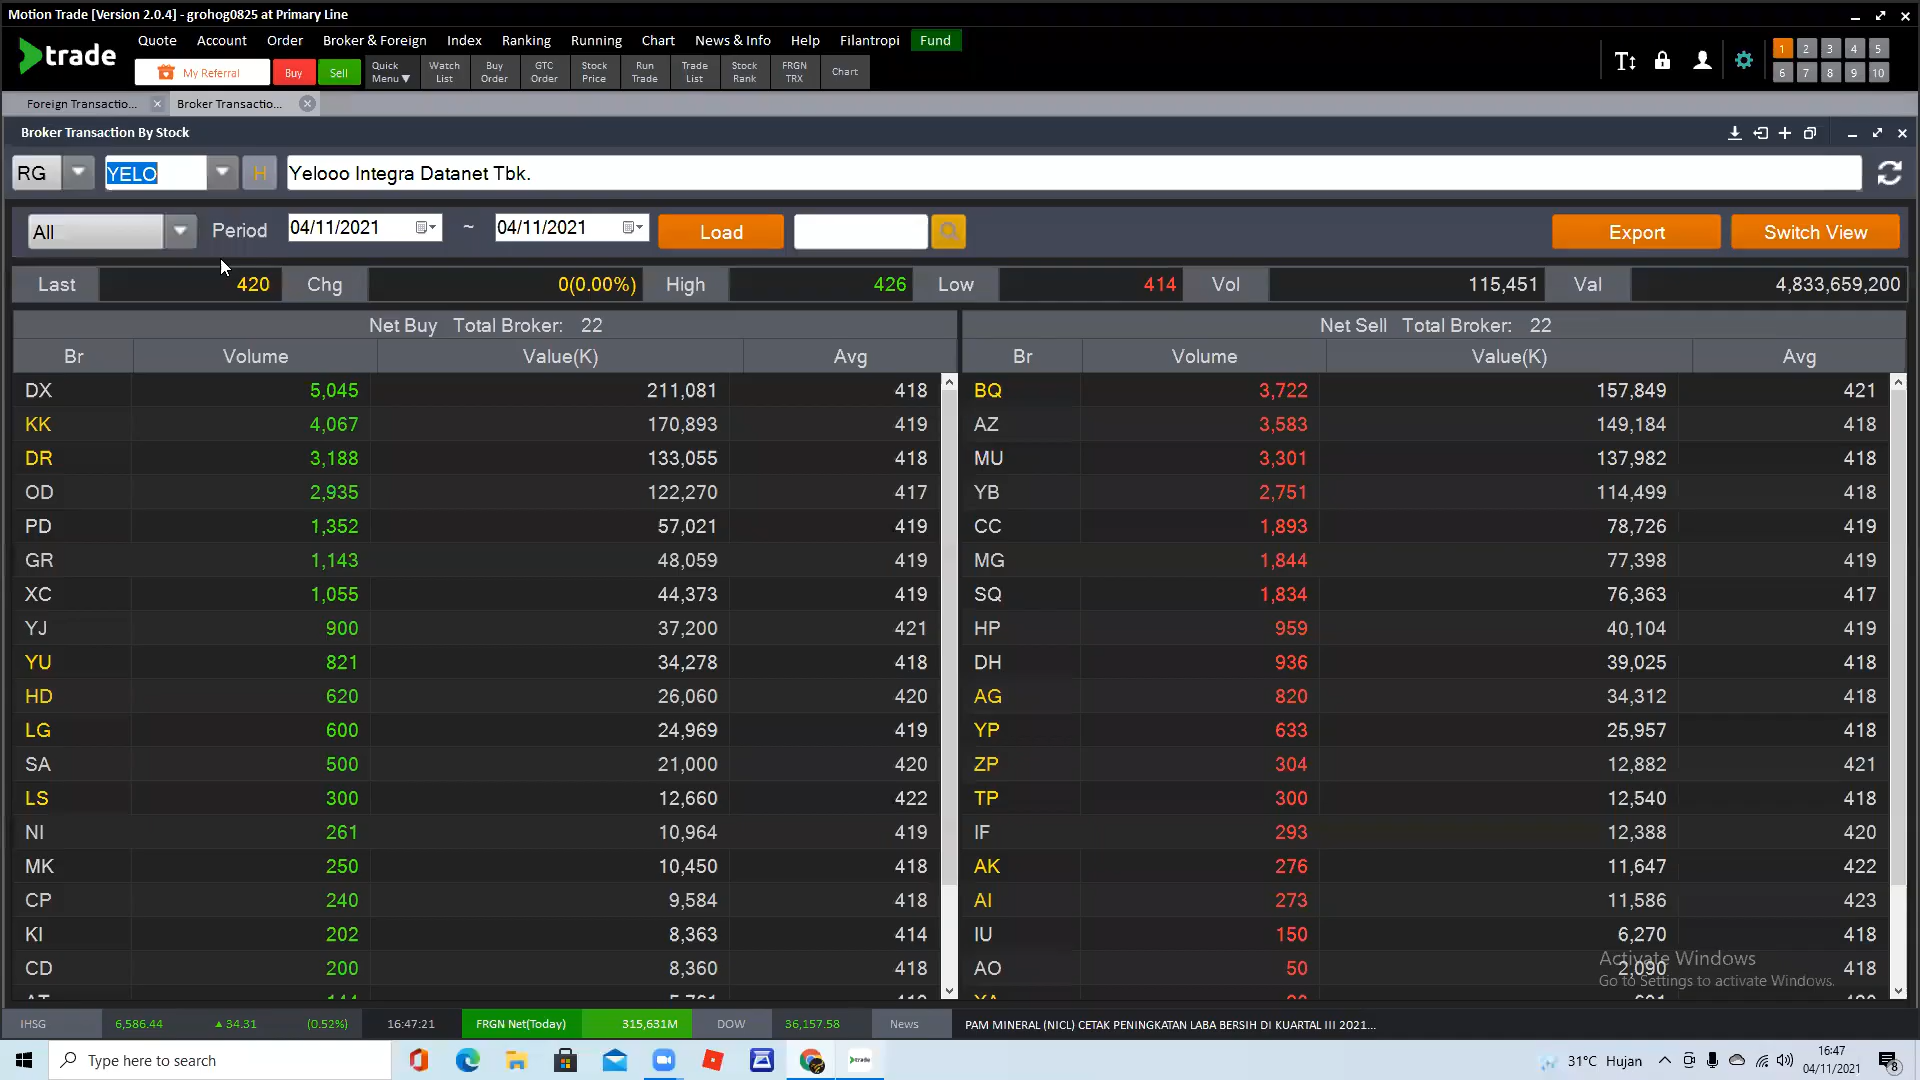 Motion Trade [Version 2.0.4] - grohog0825 at Primary Line
trade
Quote Account Order Broker & Foreign Index Ranking Running Chart News & Info Help Filantropi Fund
My Referral Buy Sell Quick Menu▼ Watch List Buy Order GTC Order Stock Price Run Trade Trade List Stock Rank FRGN TRX Chart
1 2 3 4 5
6 7 8 9 10
Foreign Transactio... Broker Transactio...
Broker Transaction By Stock
RG YELO H Yelooo Integra Datanet Tbk.
All Period 04/11/2021 ~ 04/11/2021 Load Export Switch View
Last 420 Chg 0(0.00%) High 426 Low 414 Vol 115,451 Val 4,833,659,200
Net Buy Total Broker: 22 Net Sell Total Broker: 22
Br Volume Value(K) Avg Br Volume Value(K) Avg
DX 5,045 211,081 418 BQ 3,722 157,849 421
KK 4,067 170,893 419 AZ 3,583 149,184 418
DR 3,188 133,055 418 MU 3,301 137,982 418
OD 2,935 122,270 417 YB 2,751 114,499 418
PD 1,352 57,021 419 CC 1,893 78,726 419
GR 1,143 48,059 419 MG 1,844 77,398 419
XC 1,055 44,373 419 SQ 1,834 76,363 417
YJ 900 37,200 421 HP 959 40,104 419
YU 821 34,278 418 DH 936 39,025 418
HD 620 26,060 420 AG 820 34,312 418
LG 600 24,969 419 YP 633 25,957 418
SA 500 21,000 420 ZP 304 12,882 421
LS 300 12,660 422 TP 300 12,540 418
NI 261 10,964 419 IF 293 12,388 420
MK 250 10,450 418 AK 276 11,647 422
CP 240 9,584 418 AI 273 11,586 423
KI 202 8,363 414 IU 150 6,270 418
CD 200 8,360 418 AO 50 2,090 418
Activate Windows
Go to Settings to activate Windows.
IHSG 6,586.44 ▲ 34.31 (0.52%) 16:47:21 FRGN Net(Today) 315,631M DOW 36,157.58 News PAM MINERAL (NICL) CETAK PENINGKATAN LABA BERSIH DI KUARTAL III 2021...
Type here to search trade 31°C Hujan 16:47
04/11/2021 8